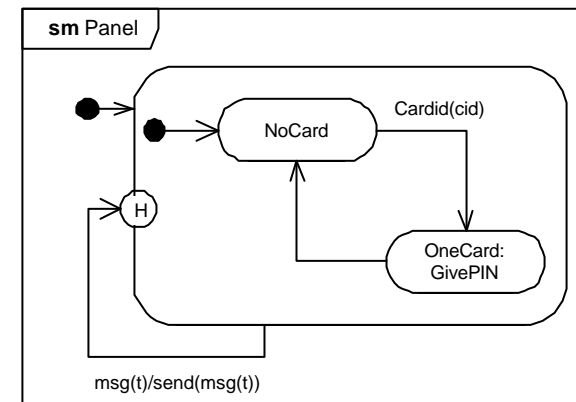 sm Panel
Cardid(cid)
NoCard
H
OneCard:
GivePIN
msg(t)/send(msg(t))